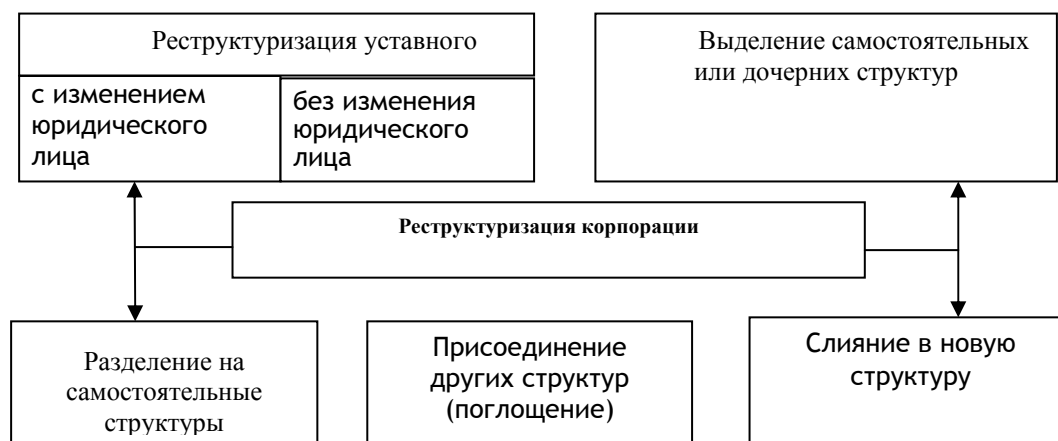 Реструктуризация уставного
с изменением
юридического
лица
без изменения
юридического
лица
Выделение самостоятельных
или дочерних структур
Реструктуризация корпорации
Разделение на
самостоятельные
структуры
Присоединение
других структур
(поглощение)
Слияние в новую
структуру